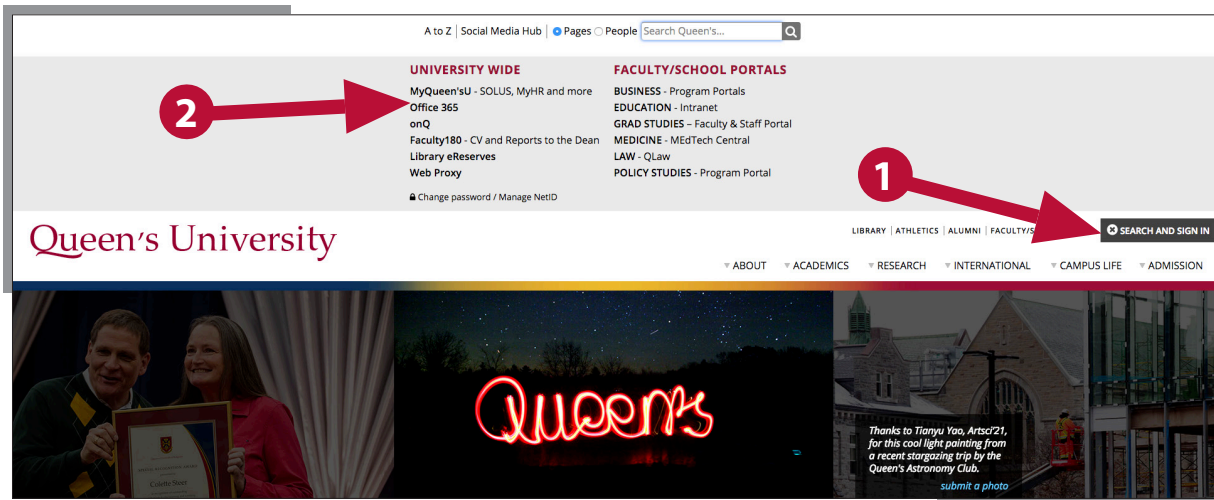 A to Z | Social Media Hub | Pages People Search Queen's...
UNIVERSITY WIDE
MyQueen'sU - SOLUS, MyHR and more
Office 365
onQ
Faculty180 - CV and Reports to the Dean
Library eReserves
Web Proxy
Change password / Manage NetID
FACULTY/SCHOOL PORTALS
BUSINESS - Program Portals
EDUCATION - Intranet
GRAD STUDIES – Faculty & Staff Portal
MEDICINE - MEdTech Central
LAW - QLaw
POLICY STUDIES - Program Portal
2
1
Queen's University
LIBRARY | ATHLETICS | ALUMNI | FACULTY/S
SEARCH AND SIGN IN
ABOUT ACADEMICS RESEARCH INTERNATIONAL CAMPUS LIFE ADMISSION
Queens
Colette Steer
Thanks to Tianyu Yao, Artsci'21,
for this cool light painting from
a recent stargazing trip by the
Queen's Astronomy Club.
submit a photo